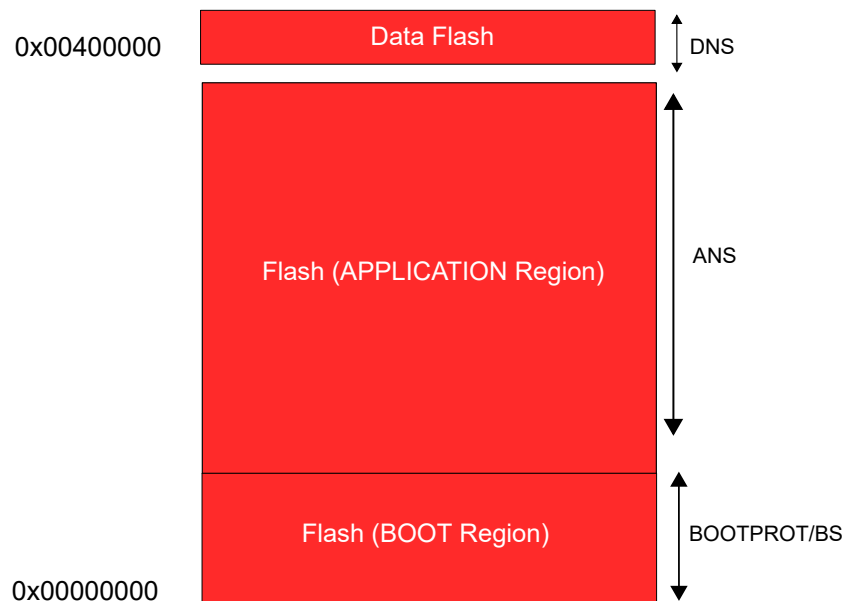 Data Flash
0x00400000
DNS
Flash (APPLICATION Region)
ANS
Flash (BOOT Region)
BOOTPROT/BS
0x00000000